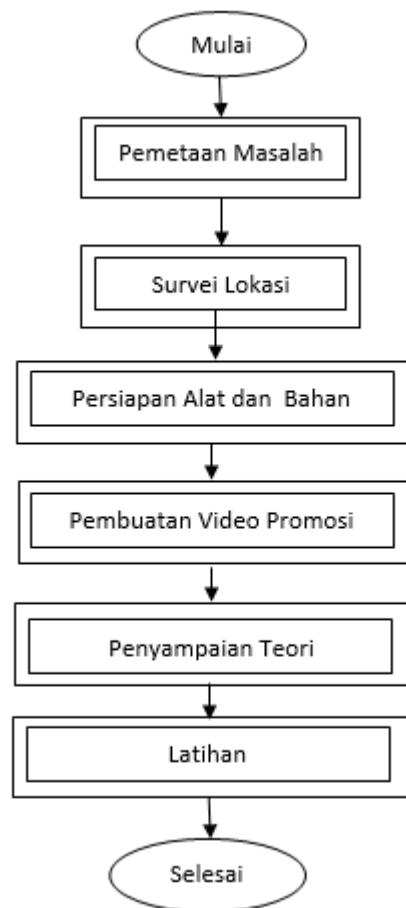 Mulai
Pemetaan Masalah
Survei Lokasi
Persiapan Alat dan Bahan
Pembuatan Video Promosi
Penyampaian Teori
Latihan
Selesai